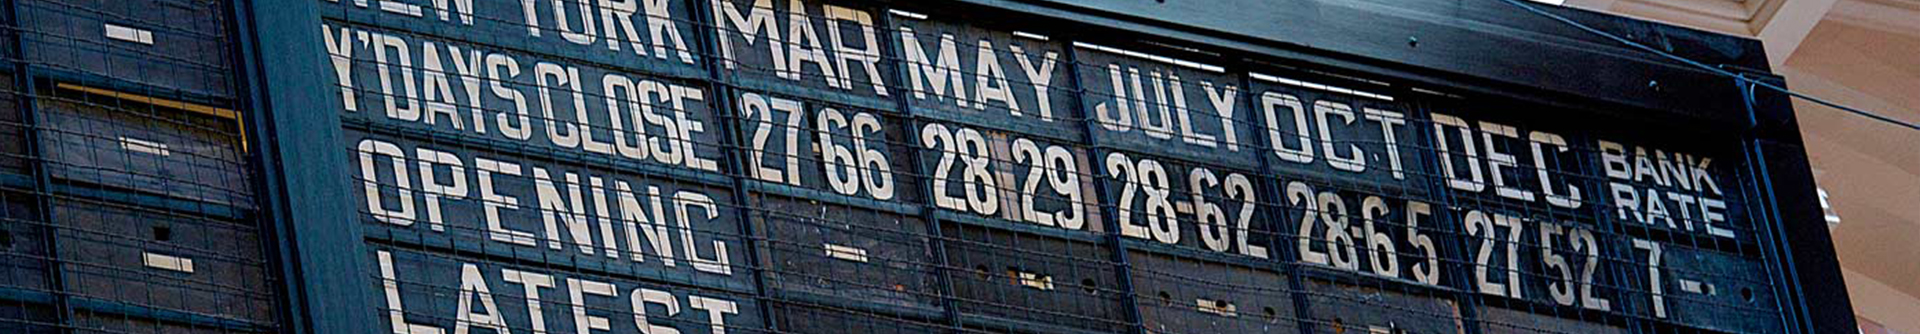 NEW YORK MAR MAY JULY OCT DEC BANK RATE
Y'DAYS CLOSE 27 66 28 29 28-62 28-65 27 52 7-
OPENING
LATEST